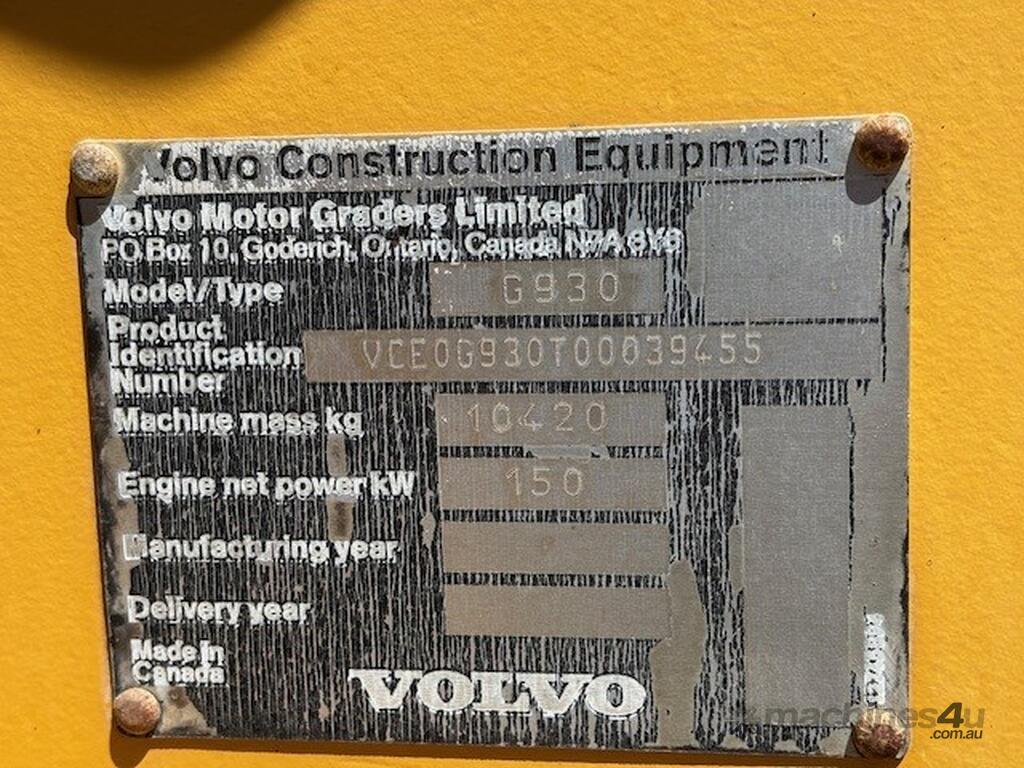 Volvo Construction Equipment
Volvo Motor Graders Limited
PO Box 10, Goderich, Ontario, Canada N7A 6Y6
Model/Type G930
Product
Identification VCE0G930T00039455
Number
Machine mass kg 10420
Engine net power kW 150
Manufacturing year
Delivery year
Made in
Canada
VOLVO
machines4u
.com.au